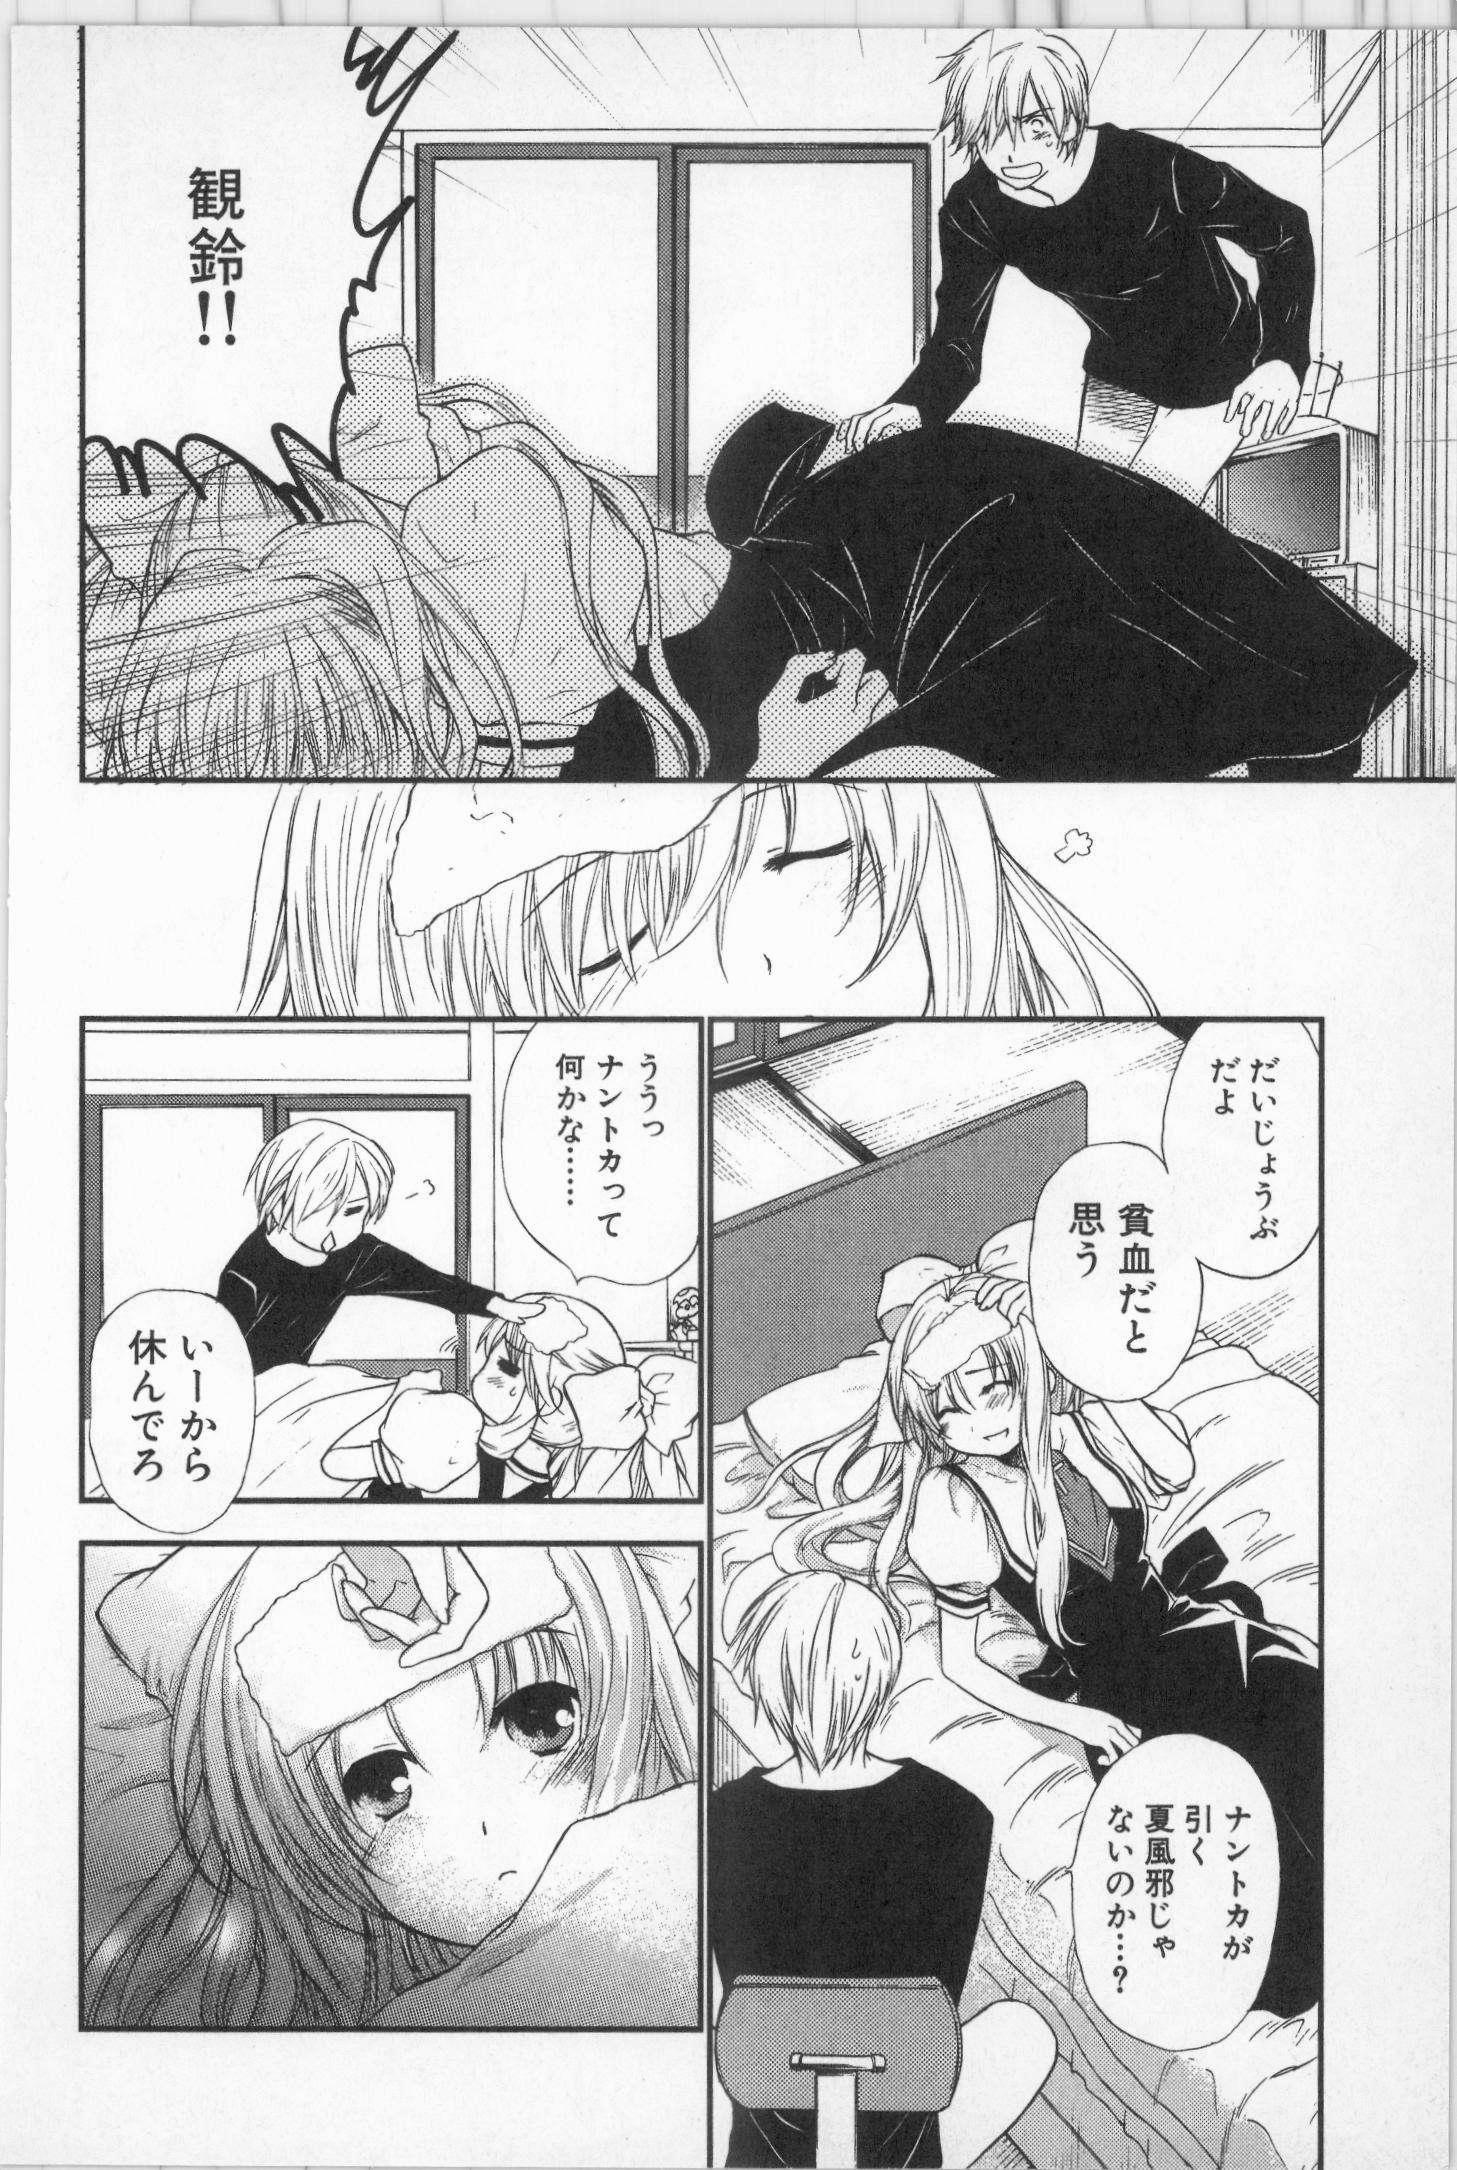 観鈴!!
だいじょうぶ
だよ
貧血だと
思う
ナントカが
引く
夏風邪じゃ
ないのか…?
ううっ
ナントカって
何かな……
いーから
休んでろ